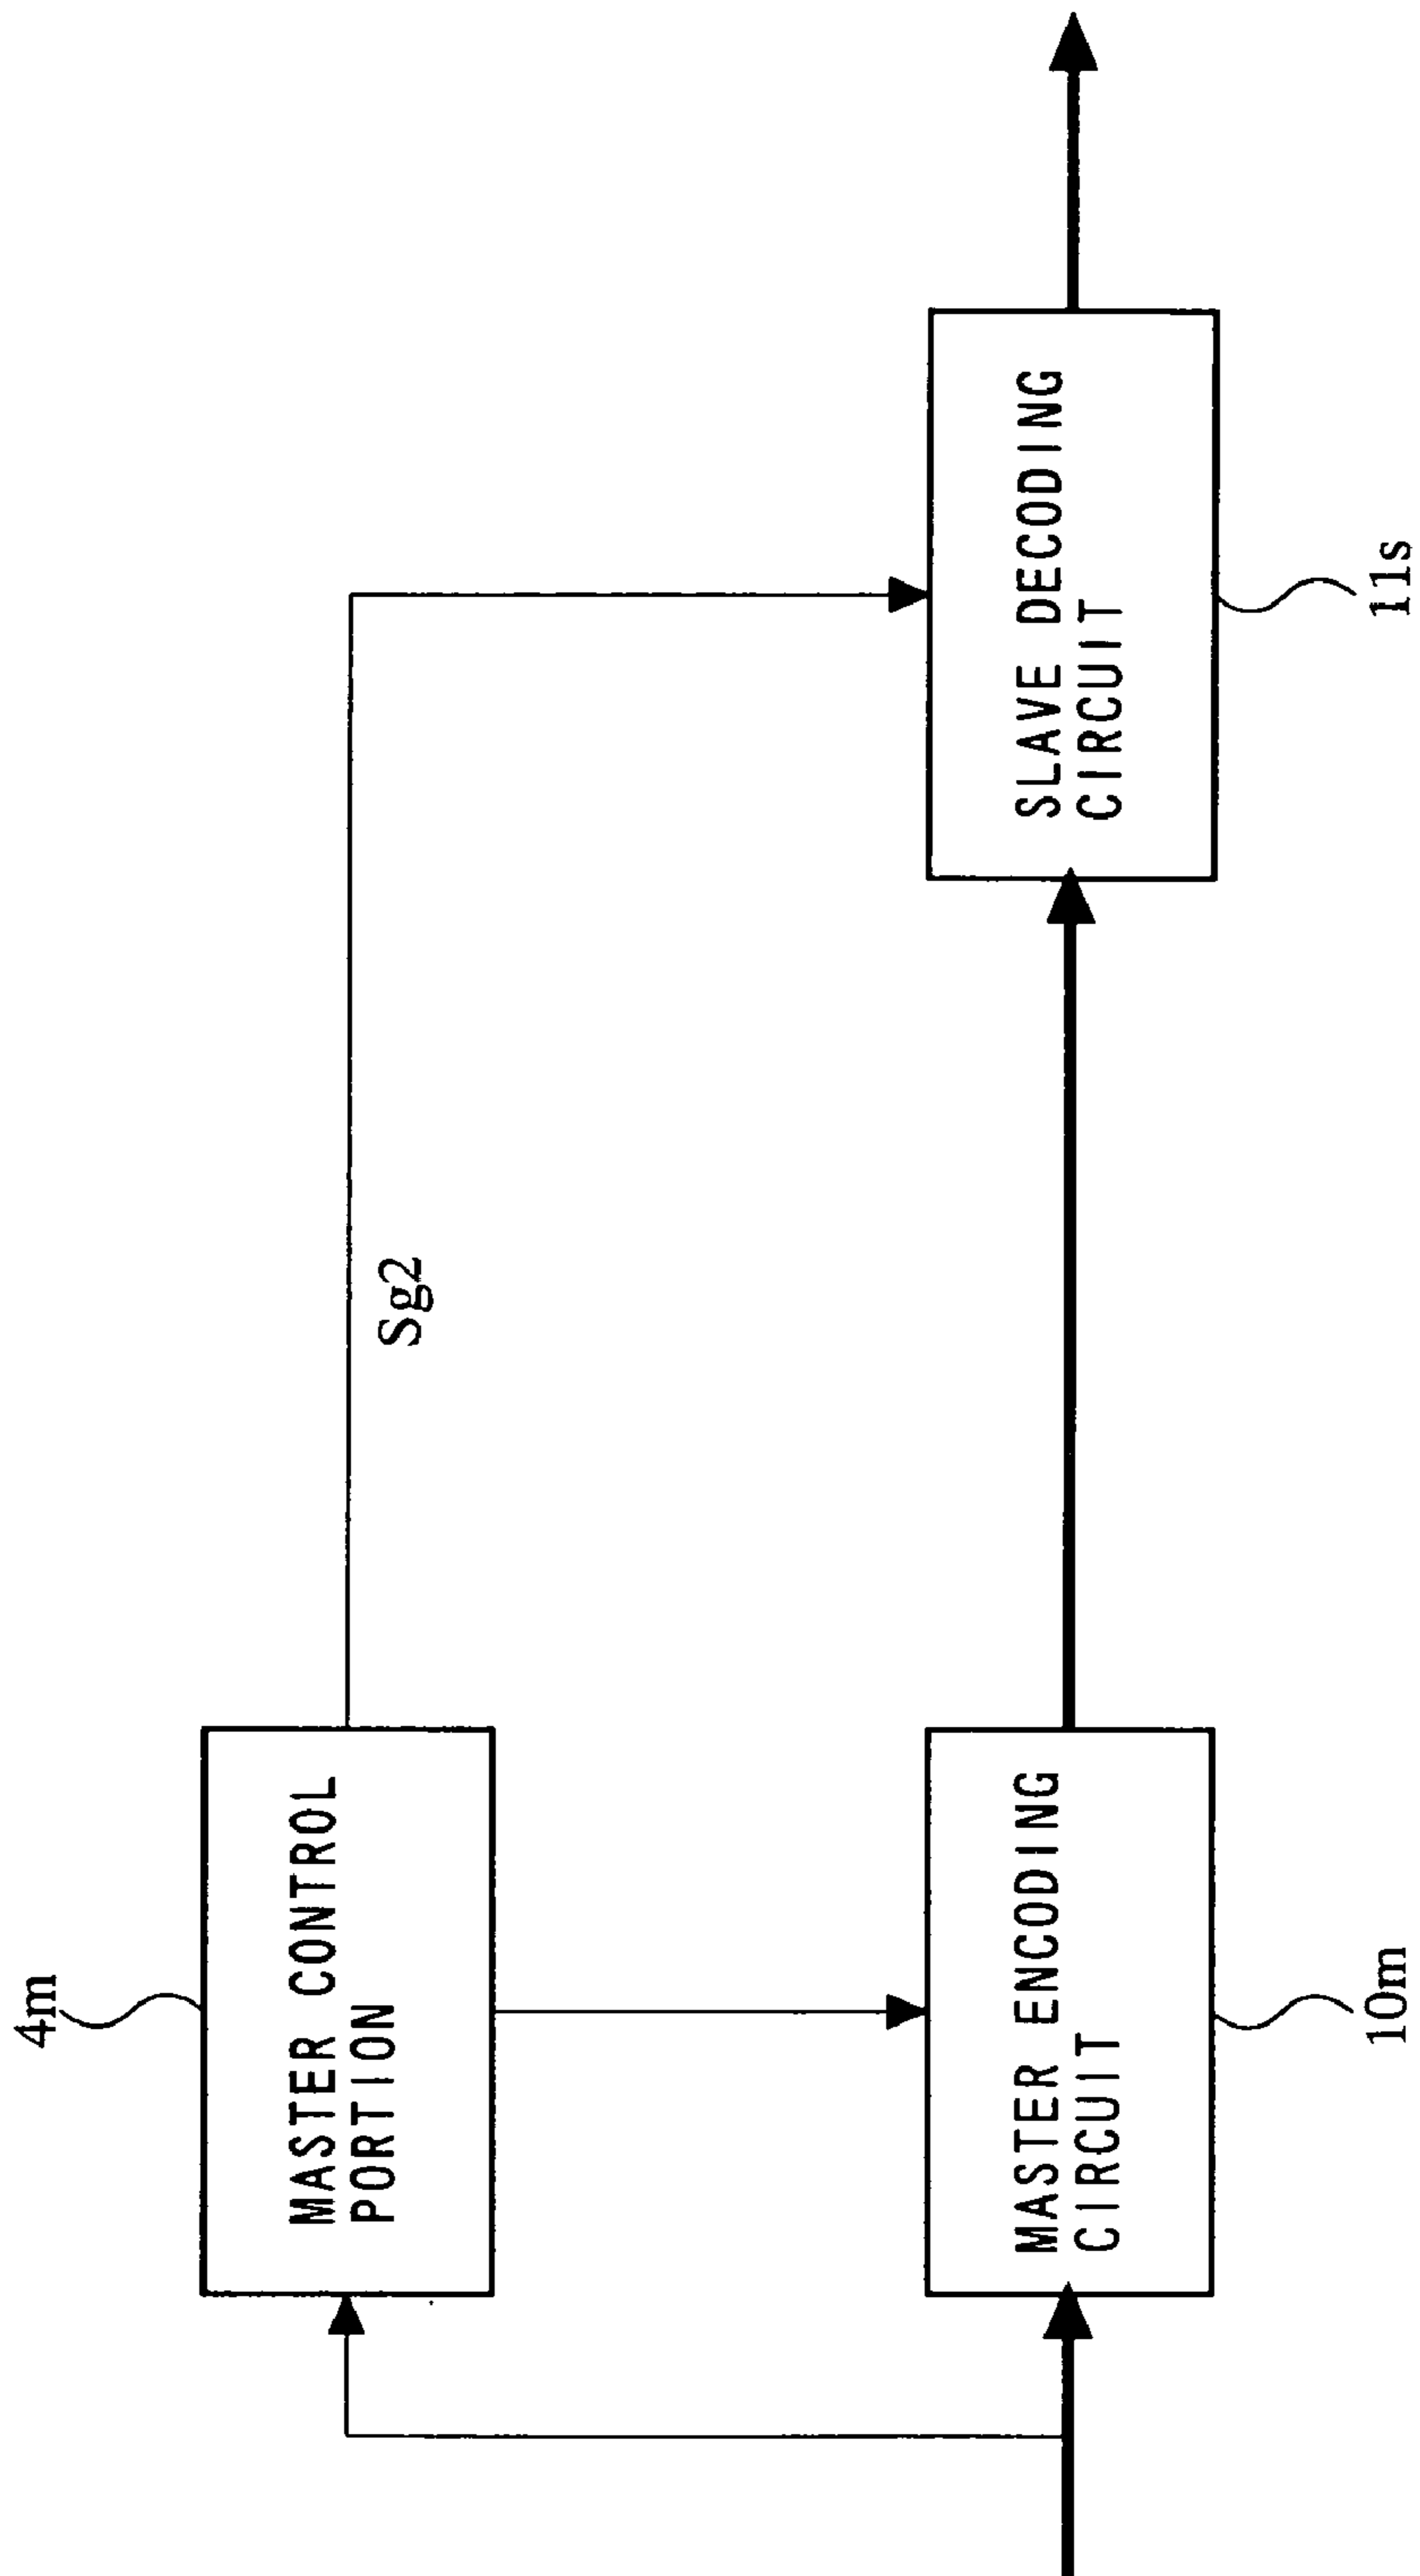 4m
MASTER CONTROL
PORTION
Sg2
MASTER ENCODING
CIRCUIT
10m
SLAVE DECODING
CIRCUIT
11s